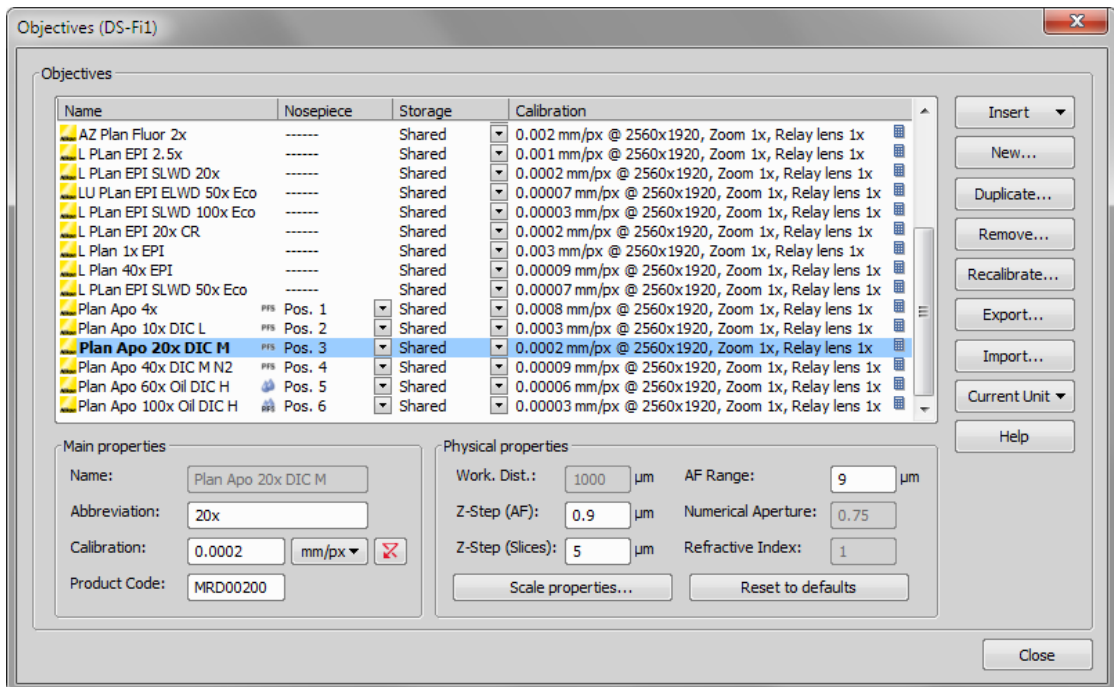 Objectives (DS-Fi1)
Objectives
Name Nosepiece Storage Calibration
AZ Plan Fluor 2x ------ Shared 0.002 mm/px @ 2560x1920, Zoom 1x, Relay lens 1x
L PLan EPI 2.5x ------ Shared 0.001 mm/px @ 2560x1920, Zoom 1x, Relay lens 1x
L PLan EPI SLWD 20x ------ Shared 0.0002 mm/px @ 2560x1920, Zoom 1x, Relay lens 1x
LU PLan EPI ELWD 50x Eco ------ Shared 0.00007 mm/px @ 2560x1920, Zoom 1x, Relay lens 1x
L PLan EPI SLWD 100x Eco ------ Shared 0.00003 mm/px @ 2560x1920, Zoom 1x, Relay lens 1x
L PLan EPI 20x CR ------ Shared 0.0002 mm/px @ 2560x1920, Zoom 1x, Relay lens 1x
L Plan 1x EPI ------ Shared 0.003 mm/px @ 2560x1920, Zoom 1x, Relay lens 1x
L Plan 40x EPI ------ Shared 0.00009 mm/px @ 2560x1920, Zoom 1x, Relay lens 1x
L PLan EPI SLWD 50x Eco ------ Shared 0.00007 mm/px @ 2560x1920, Zoom 1x, Relay lens 1x
Plan Apo 4x PFS Pos. 1 Shared 0.0008 mm/px @ 2560x1920, Zoom 1x, Relay lens 1x
Plan Apo 10x DIC L PFS Pos. 2 Shared 0.0003 mm/px @ 2560x1920, Zoom 1x, Relay lens 1x
Plan Apo 20x DIC M PFS Pos. 3 Shared 0.0002 mm/px @ 2560x1920, Zoom 1x, Relay lens 1x
Plan Apo 40x DIC M N2 PFS Pos. 4 Shared 0.00009 mm/px @ 2560x1920, Zoom 1x, Relay lens 1x
Plan Apo 60x Oil DIC H Pos. 5 Shared 0.00006 mm/px @ 2560x1920, Zoom 1x, Relay lens 1x
Plan Apo 100x Oil DIC H Pos. 6 Shared 0.00003 mm/px @ 2560x1920, Zoom 1x, Relay lens 1x
Insert
New...
Duplicate...
Remove...
Recalibrate...
Export...
Import...
Current Unit
Help
Main properties
Name: Plan Apo 20x DIC M
Abbreviation: 20x
Calibration: 0.0002 mm/px
Product Code: MRD00200
Physical properties
Work. Dist.: 1000 µm AF Range: 9 µm
Z-Step (AF): 0.9 µm Numerical Aperture: 0.75
Z-Step (Slices): 5 µm Refractive Index: 1
Scale properties... Reset to defaults
Close